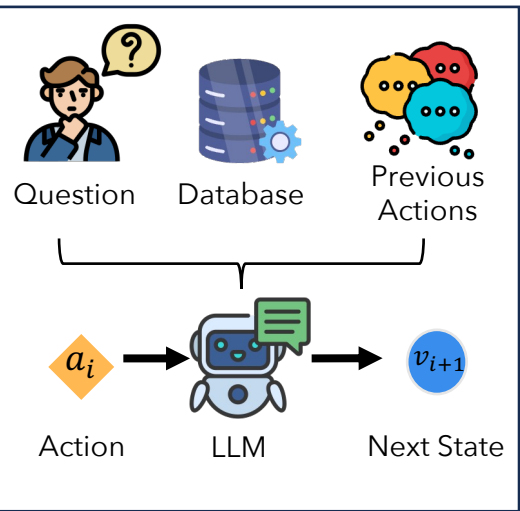 ?
Question
Database
Previous
Actions
a_i
v_{i+1}
Action
LLM
Next State